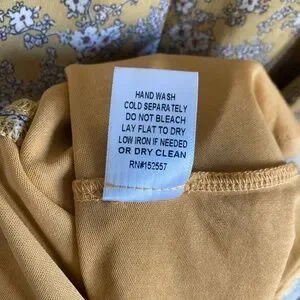 HAND WASH
COLD SEPARATELY
DO NOT BLEACH
LAY FLAT TO DRY
LOW IRON IF NEEDED
OR DRY CLEAN
RN#152557